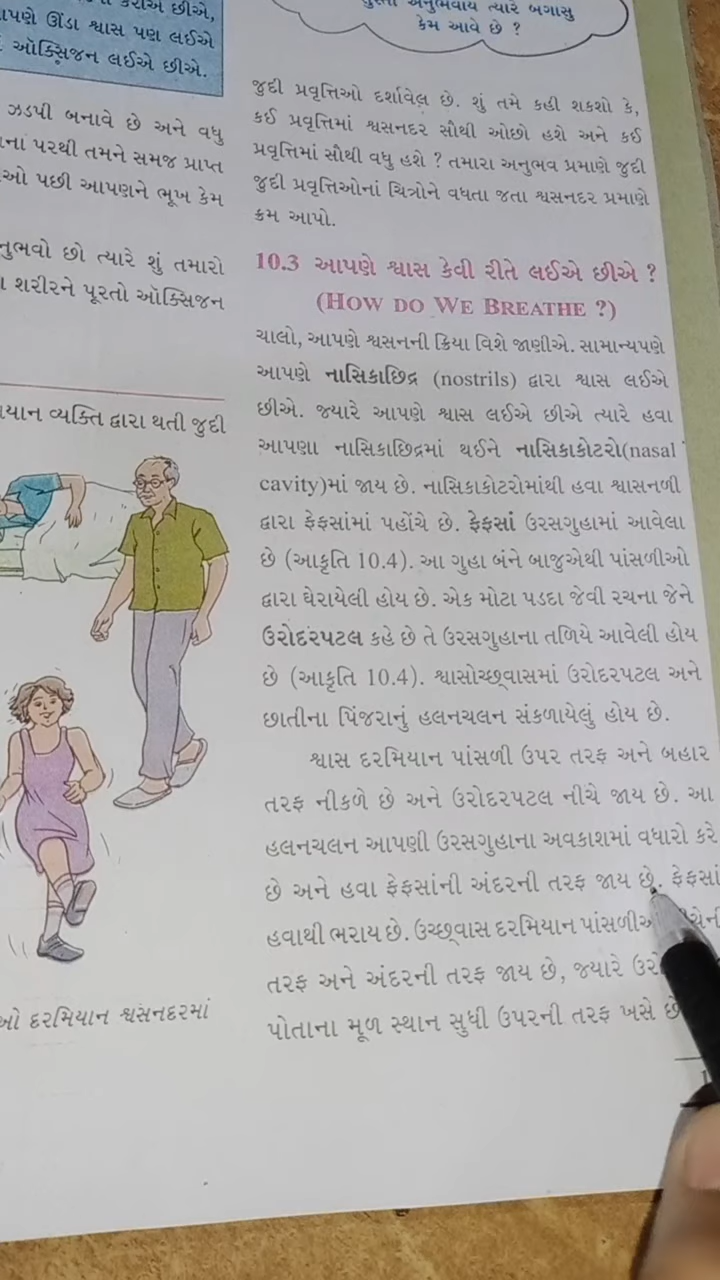 કરીએ છીએ,
પણે ઊંડા શ્વાસ પણ લઈએ
ઑક્સિજન લઈએ છીએ.
ઝડપી બનાવે છે અને વધુ
પરથી તમને સમજ પ્રાપ્ત
પછી આપણને ભૂખ કેમ
છો ત્યારે શું તમારો
શરીરને પૂરતો ઑક્સિજન
વ્યક્તિ દ્વારા થતી જુદી
દરમિયાન શ્વસનદરમાં
અનુભવાય ત્યારે બગાસુ
કેમ આવે છે ?
જુદી પ્રવૃત્તિઓ દર્શાવેલ છે. શું તમે કહી શકશો કે,
કઈ પ્રવૃત્તિમાં શ્વસનદર સૌથી ઓછો હશે અને કઈ
પ્રવૃત્તિમાં સૌથી વધુ હશે ? તમારા અનુભવ પ્રમાણે જુદી
જુદી પ્રવૃત્તિઓનાં ચિત્રોને વધતા જતા શ્વસનદર પ્રમાણે
ક્રમ આપો.
10.3 આપણે શ્વાસ કેવી રીતે લઈએ છીએ ?
(HOW DO WE BREATHE ?)
ચાલો, આપણે શ્વસનની ક્રિયા વિશે જાણીએ. સામાન્યપણે
આપણે નાસિકાછિદ્ર (nostrils) દ્વારા શ્વાસ લઈએ
છીએ. જ્યારે આપણે શ્વાસ લઈએ છીએ ત્યારે હવા
આપણા નાસિકાછિદ્રમાં થઈને નાસિકાકોટરો(nasal
cavity)માં જાય છે. નાસિકાકોટરોમાંથી હવા શ્વાસનળી
દ્વારા ફેફસાંમાં પહોંચે છે. ફેફસાં ઉરસગુહામાં આવેલા
છે (આકૃતિ 10.4). આ ગુહા બંને બાજુએથી પાંસળીઓ
દ્વારા ઘેરાયેલી હોય છે. એક મોટા પડદા જેવી રચના જેને
ઉરોદરપટલ કહે છે તે ઉરસગુહાના તળિયે આવેલી હોય
છે (આકૃતિ 10.4). શ્વાસોચ્છ્વાસમાં ઉરોદરપટલ અને
છાતીના પિંજરાનું હલનચલન સંકળાયેલું હોય છે.
શ્વાસ દરમિયાન પાંસળી ઉપર તરફ અને બહાર
તરફ નીકળે છે અને ઉરોદરપટલ નીચે જાય છે. આ
હલનચલન આપણી ઉરસગુહાના અવકાશમાં વધારો કરે
છે અને હવા ફેફસાંની અંદરની તરફ જાય છે. ફેફસાં
હવાથી ભરાય છે. ઉચ્છ્વાસ દરમિયાન
તરફ અને અંદરની તરફ જાય છે, જ્યારે
પોતાના મૂળ સ્થાન સુધી ઉપરની તરફ ખસે છે